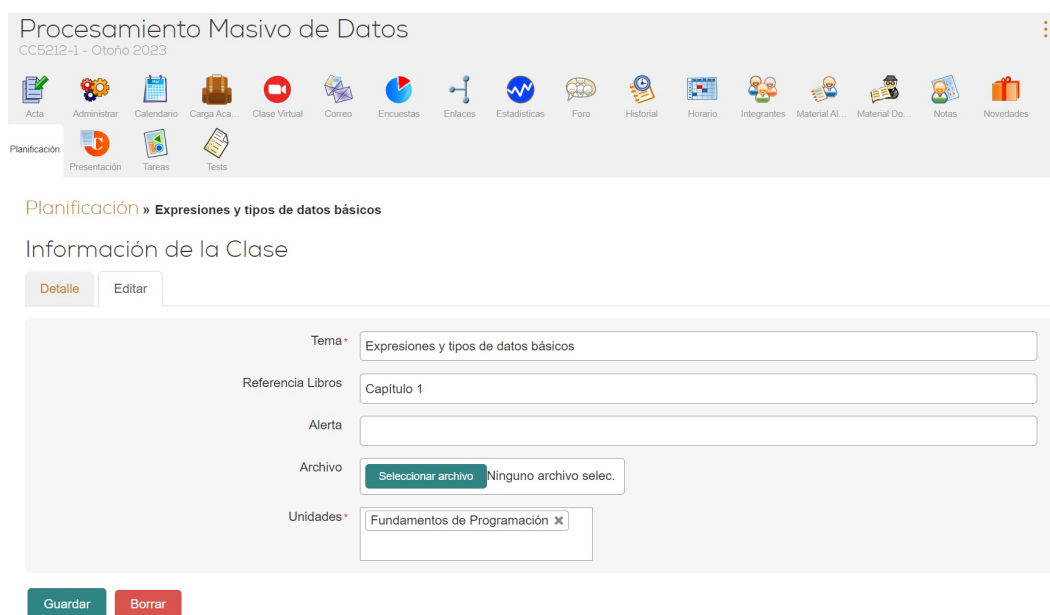 Procesamiento Masivo de Datos
CC5212-1 - Otoño 2023
Acta Administrar Calendario Carga Aca... Clase Virtual Correo Encuestas Enlaces Estadísticas Foro Historial Horario Integrantes Material Al... Material Do... Notas Novedades
Planificación Presentación Tareas Tests
Planificación » Expresiones y tipos de datos básicos
Información de la Clase
Detalle Editar
Tema* Expresiones y tipos de datos básicos
Referencia Libros Capítulo 1
Alerta
Archivo Seleccionar archivo Ninguno archivo selec.
Unidades* Fundamentos de Programación ×
Guardar Borrar